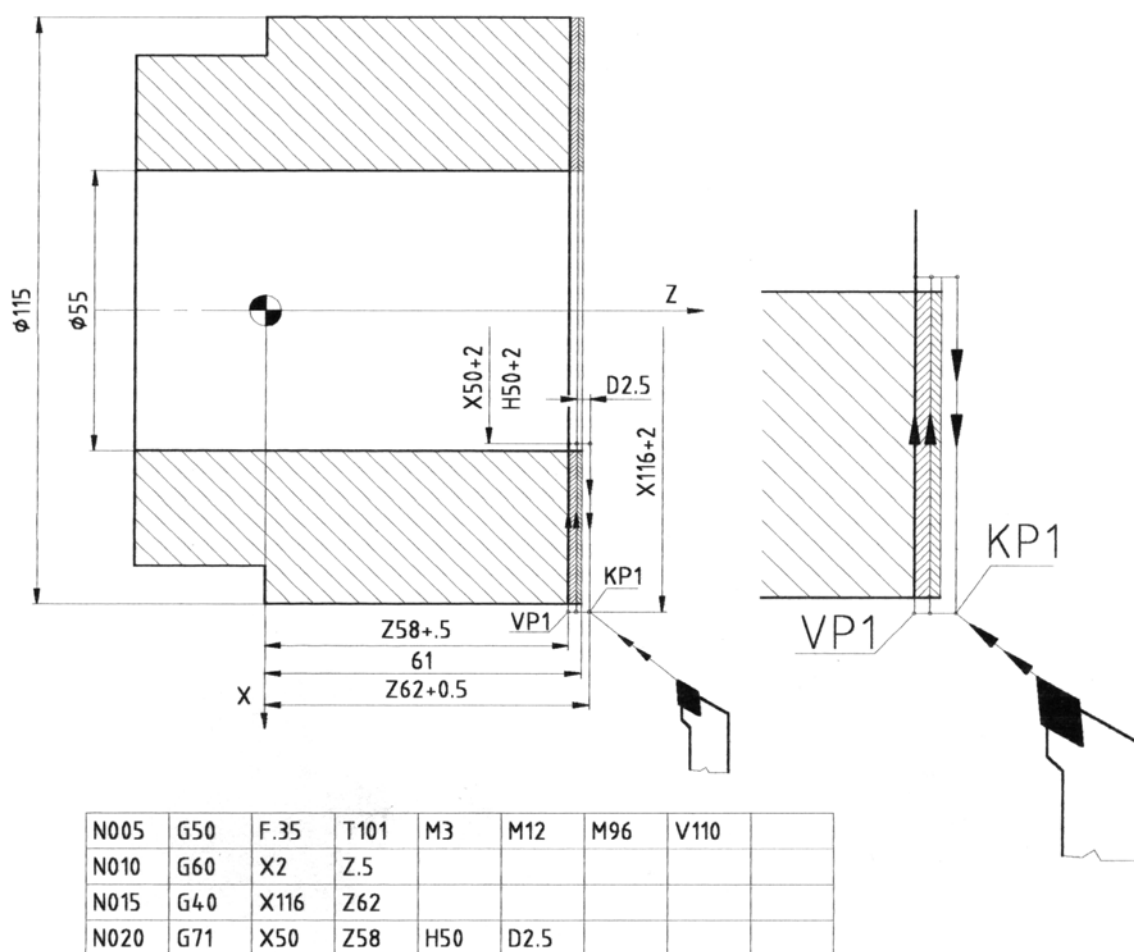 φ115
φ55
Z
X50+2
H50+2
D2.5
X116+2
KP1
VP1
Z58+.5
61
Z62+0.5
X
KP1
VP1
N005 G50 F.35 T101 M3 M12 M96 V110
N010 G60 X2 Z.5
N015 G40 X116 Z62
N020 G71 X50 Z58 H50 D2.5